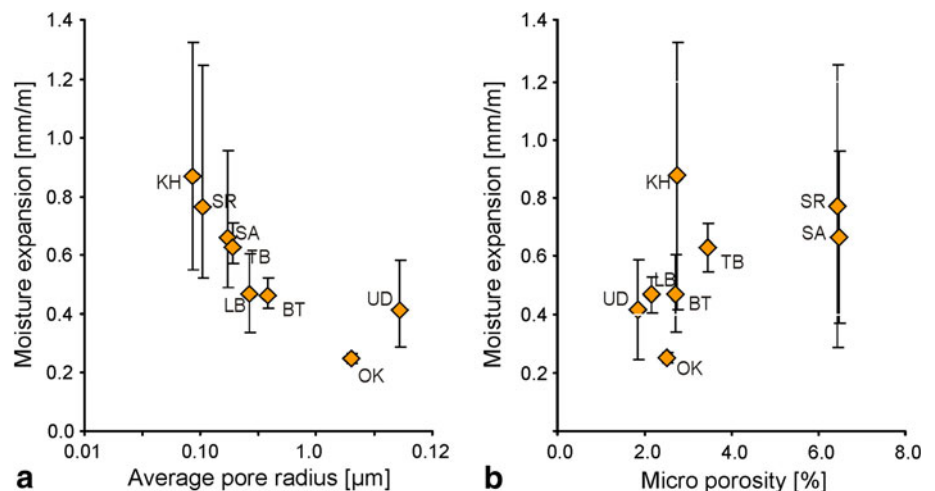 1.4
1.2
1.0
0.8
0.6
0.4
0.2
0.0
Moisture expansion [mm/m]
KH
SR
SA
TB
LB
BT
UD
OK
0.01
0.10
1.0
0.12
a
Average pore radius [µm]
1.4
1.2
1.0
0.8
0.6
0.4
0.2
Moisture expansion [mm/m]
KH
SR
SA
TB
LB
UD
BT
OK
0.0
2.0
4.0
6.0
8.0
b
Micro porosity [%]